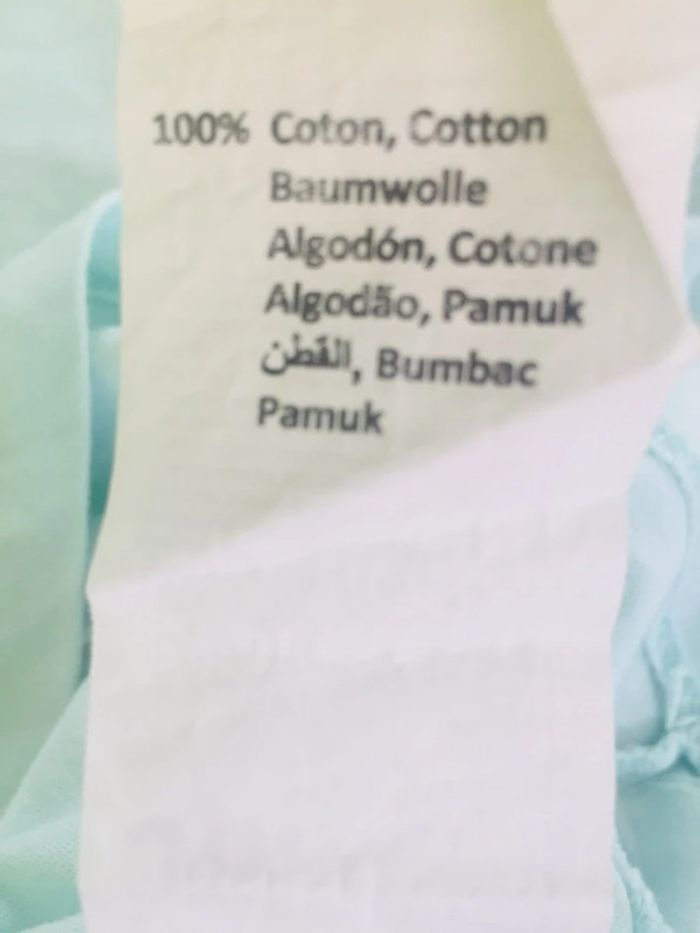 100% Coton, Cotton
Baumwolle
Algodón, Cotone
Algodão, Pamuk
القطن, Bumbac
Pamuk